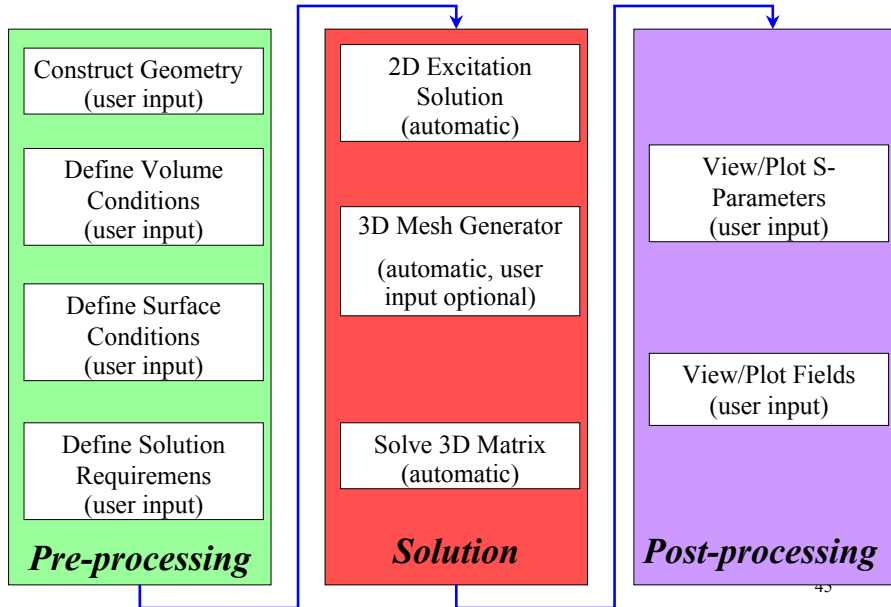 Construct Geometry
(user input)
Define Volume
Conditions
(user input)
Define Surface
Conditions
(user input)
Define Solution
Requiremens
(user input)
Pre-processing
2D Excitation
Solution
(automatic)
3D Mesh Generator
(automatic, user
input optional)
Solve 3D Matrix
(automatic)
Solution
View/Plot S-
Parameters
(user input)
View/Plot Fields
(user input)
Post-processing